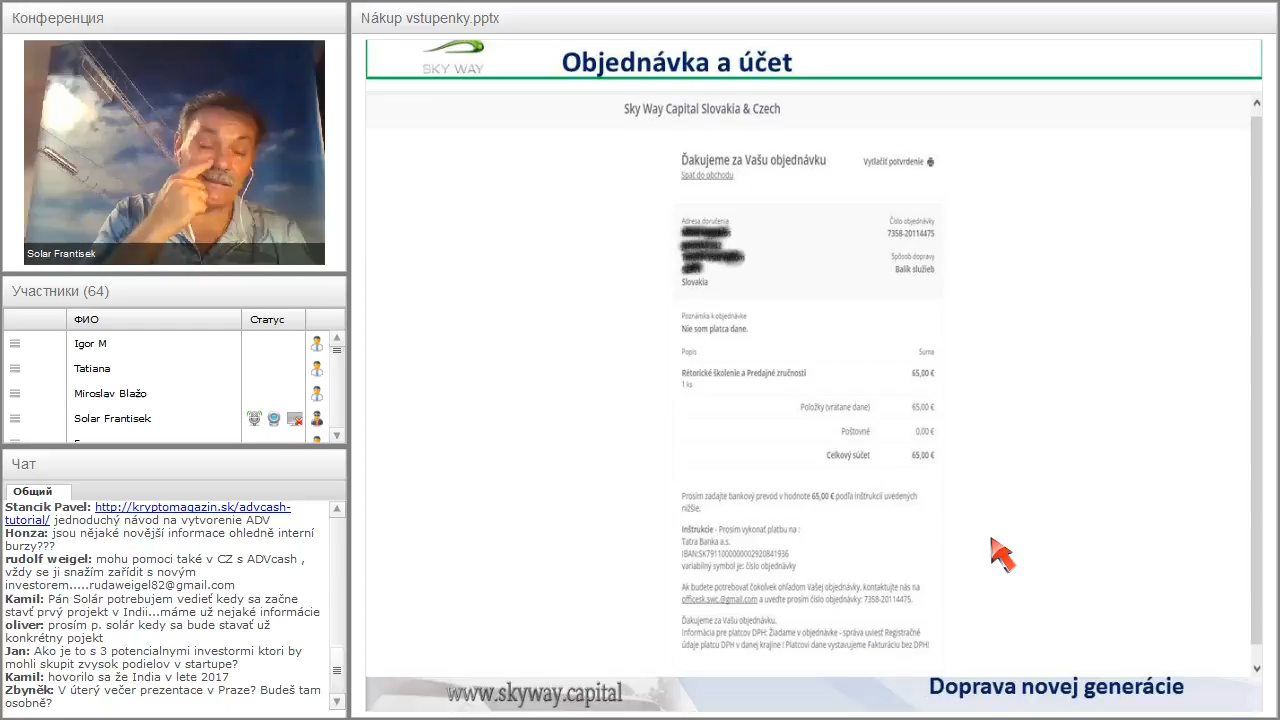 Конференция
Solar Frantisek
Участники (64)
ФИО
Статус
Igor M
Tatiana
Miroslav Blažo
Solar Frantisek
Чат
Общий
Stancik Pavel: http://kryptomagazin.sk/advcash-
tutorial/ jednoduchý návod na vytvorenie ADV
Honza: jsounějaké novější informace ohledně interní
burzy???
rudolf weigel: mohu pomoci také v CZ s ADVcash ,
vždy se ji snažím zařídit s novým
investorem.....rudaweigel82@gmail.com
Kamil: Pán Solár potrebujem vdiet kedy sa začne
stavť prvý projekt v Indii...mate už nejaké informácie
oliver: prosím p. solár kedy sa bude stavať už
konkrétny pojekt
Jan: Ako je to s 3 potencialnymi investormi ktori by
mohli skupit zvysok podielov v startupe?
Kamil: hovorilo sa že India v lete 2017
Zbyněk: V úterý večer prezentace v Praze? Budeš tam
osobně?
Nákup vstupenky.pptx
SKY WAY
Objednávka a účet
Sky Way Capital Slovakia & Czech
Ďakujeme za Vašu objednávku
Vytlačiť potvrdenie
Späť do obchodu
Adresa doručenia
Slovakia
Číslo objednávky
7358-20114475
Spôsob dopravy
Balík služieb
Poznámka k objednávke
Nie som platca dane.
Popis
Suma
Rétorické školenie a Predajné zručnosti
65,00 €
1 ks
Položky (vrátane dane) 65,00 €
Poštovné 0,00 €
Celkový súčet 65,00 €
Prosím zadajte bankový prevod v hodnote 65,00 € podľa inštrukcií uvedených
nižšie.
Inštrukcie - Prosím vykonať platbu na :
Tatra Banka a.s.
IBAN:SK7911000000002920841936
variabilný symbol je: číslo objednávky
Ak budete potrebovať čokoľvek ohľadom Vašej objednávky. Kontaktujte nás na
officesk.swc.@gmail.com a uveďte prosím číslo objednávky: 7358-20114475.
Ďakujeme za Vašu objednávku.
Informácia pre platcov DPH: Žiadame v objednávke - správa uviesť Registračné
údaje platcu DPH v danej krajine ! Platcovi dane vystavujeme Fakturáciu bez DPH!
www.skyway.capital
Doprava novej generácie